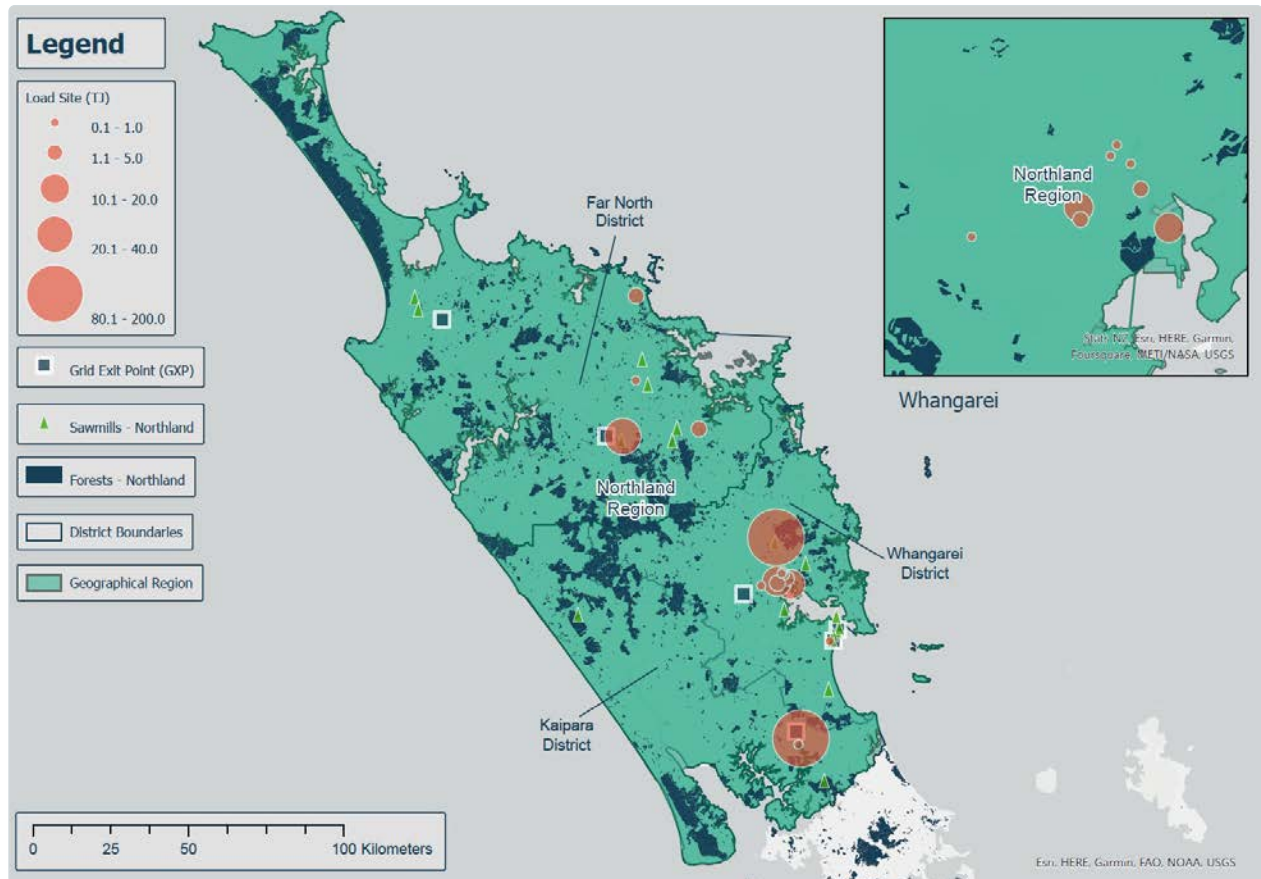 Legend
Load Site (TJ)
0.1 - 1.0
1.1 - 5.0
10.1 - 20.0
20.1 - 40.0
80.1 - 200.0
Grid Exit Point (GXP)
Sawmills - Northland
Forests - Northland
District Boundaries
Geographical Region
Far North
District
Northland
Region
Whangarei
District
Kaipara
District
Northland
Region
Esri, HERE, Garmin,
Foursquare, METI/NASA, USGS
Whangarei
0
50
100 Kilometers
Esri, HERE, Garmin, FAO, NOAA, USGS